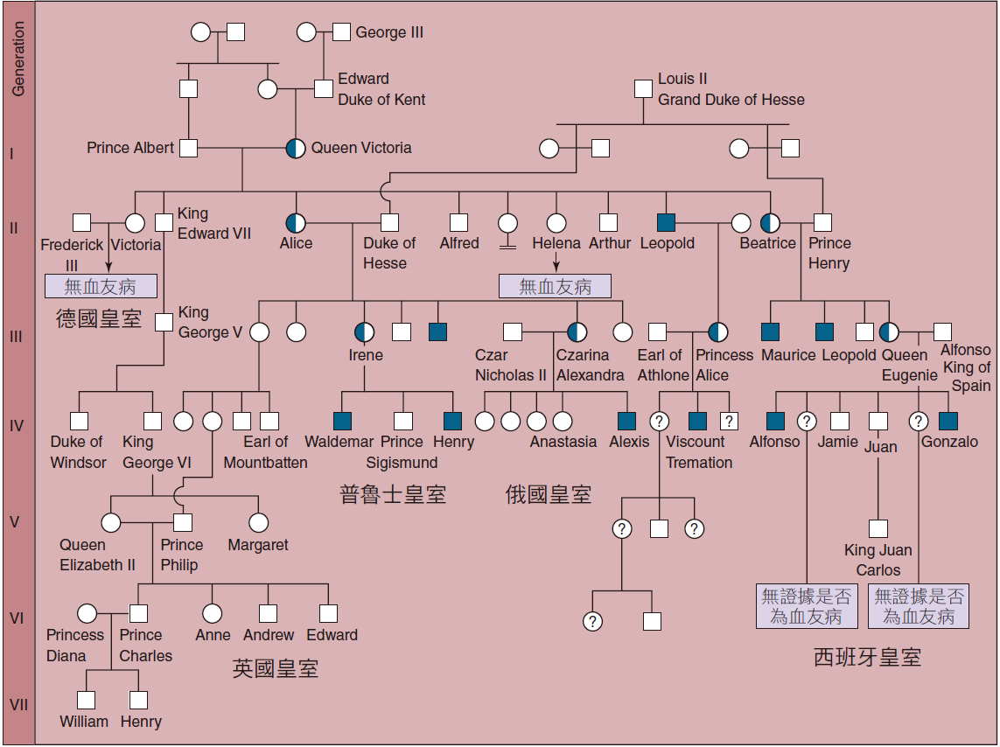 Generation
George III
Edward
Duke of Kent
Louis II
Grand Duke of Hesse
I
Prince Albert
Queen Victoria
II
King
Edward VII
Frederick
III
Victoria
Alice
Duke of
Hesse
Alfred
Helena
Arthur
Leopold
Beatrice
Prince
Henry
無血友病
無血友病
德國皇室
III
King
George V
Irene
Czar
Nicholas II
Czarina
Alexandra
Earl of
Athlone
Princess
Alice
Maurice
Leopold
Queen
Eugenie
Alfonso
King of
Spain
IV
?
?
?
?
Duke of
Windsor
King
George VI
Earl of
Mountbatten
Waldemar
Prince
Sigismund
Henry
Anastasia
Alexis
Viscount
Tremation
Alfonso
Jamie
Juan
Gonzalo
普魯士皇室
俄國皇室
V
?
?
Queen
Elizabeth II
Prince
Philip
Margaret
King Juan
Carlos
無證據是否
為血友病
無證據是否
為血友病
VI
?
Princess
Diana
Prince
Charles
Anne
Andrew
Edward
英國皇室
西班牙皇室
VII
William
Henry